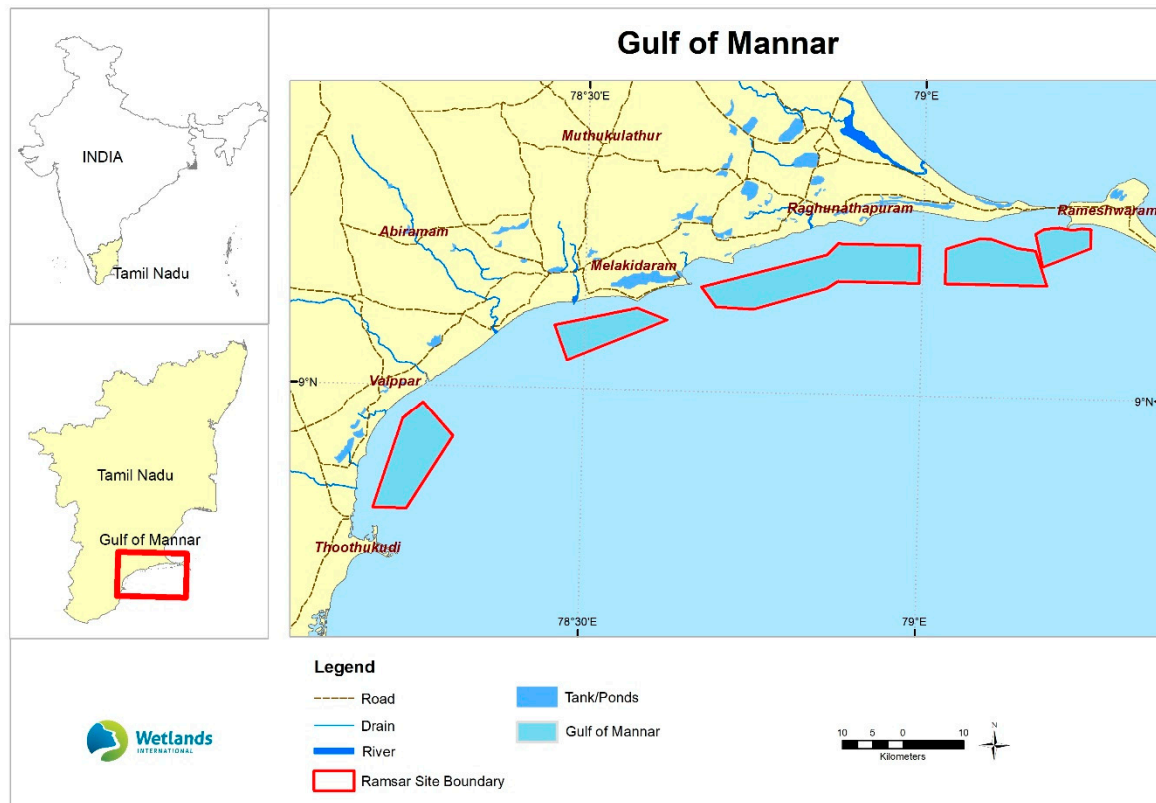 Gulf of Mannar
INDIA
Tamil Nadu
Tamil Nadu
Gulf of Mannar
78°30'E
79°E
Muthukulathur
Raghunathapuram
Rameshwaram
Abiramam
Melakidaram
9°N
Vaippar
9°N
Thoothukudi
78°30'E
79°E
Legend
Road
Drain
River
Ramsar Site Boundary
Tank/Ponds
Gulf of Mannar
Wetlands
INTERNATIONAL
10 5 0 10
Kilometers
N